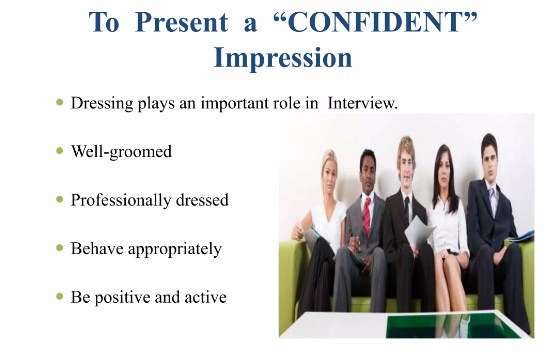 To Present a “CONFIDENT”
Impression
Dressing plays an important role in Interview.
Well-groomed
Professionally dressed
Behave appropriately
Be positive and active